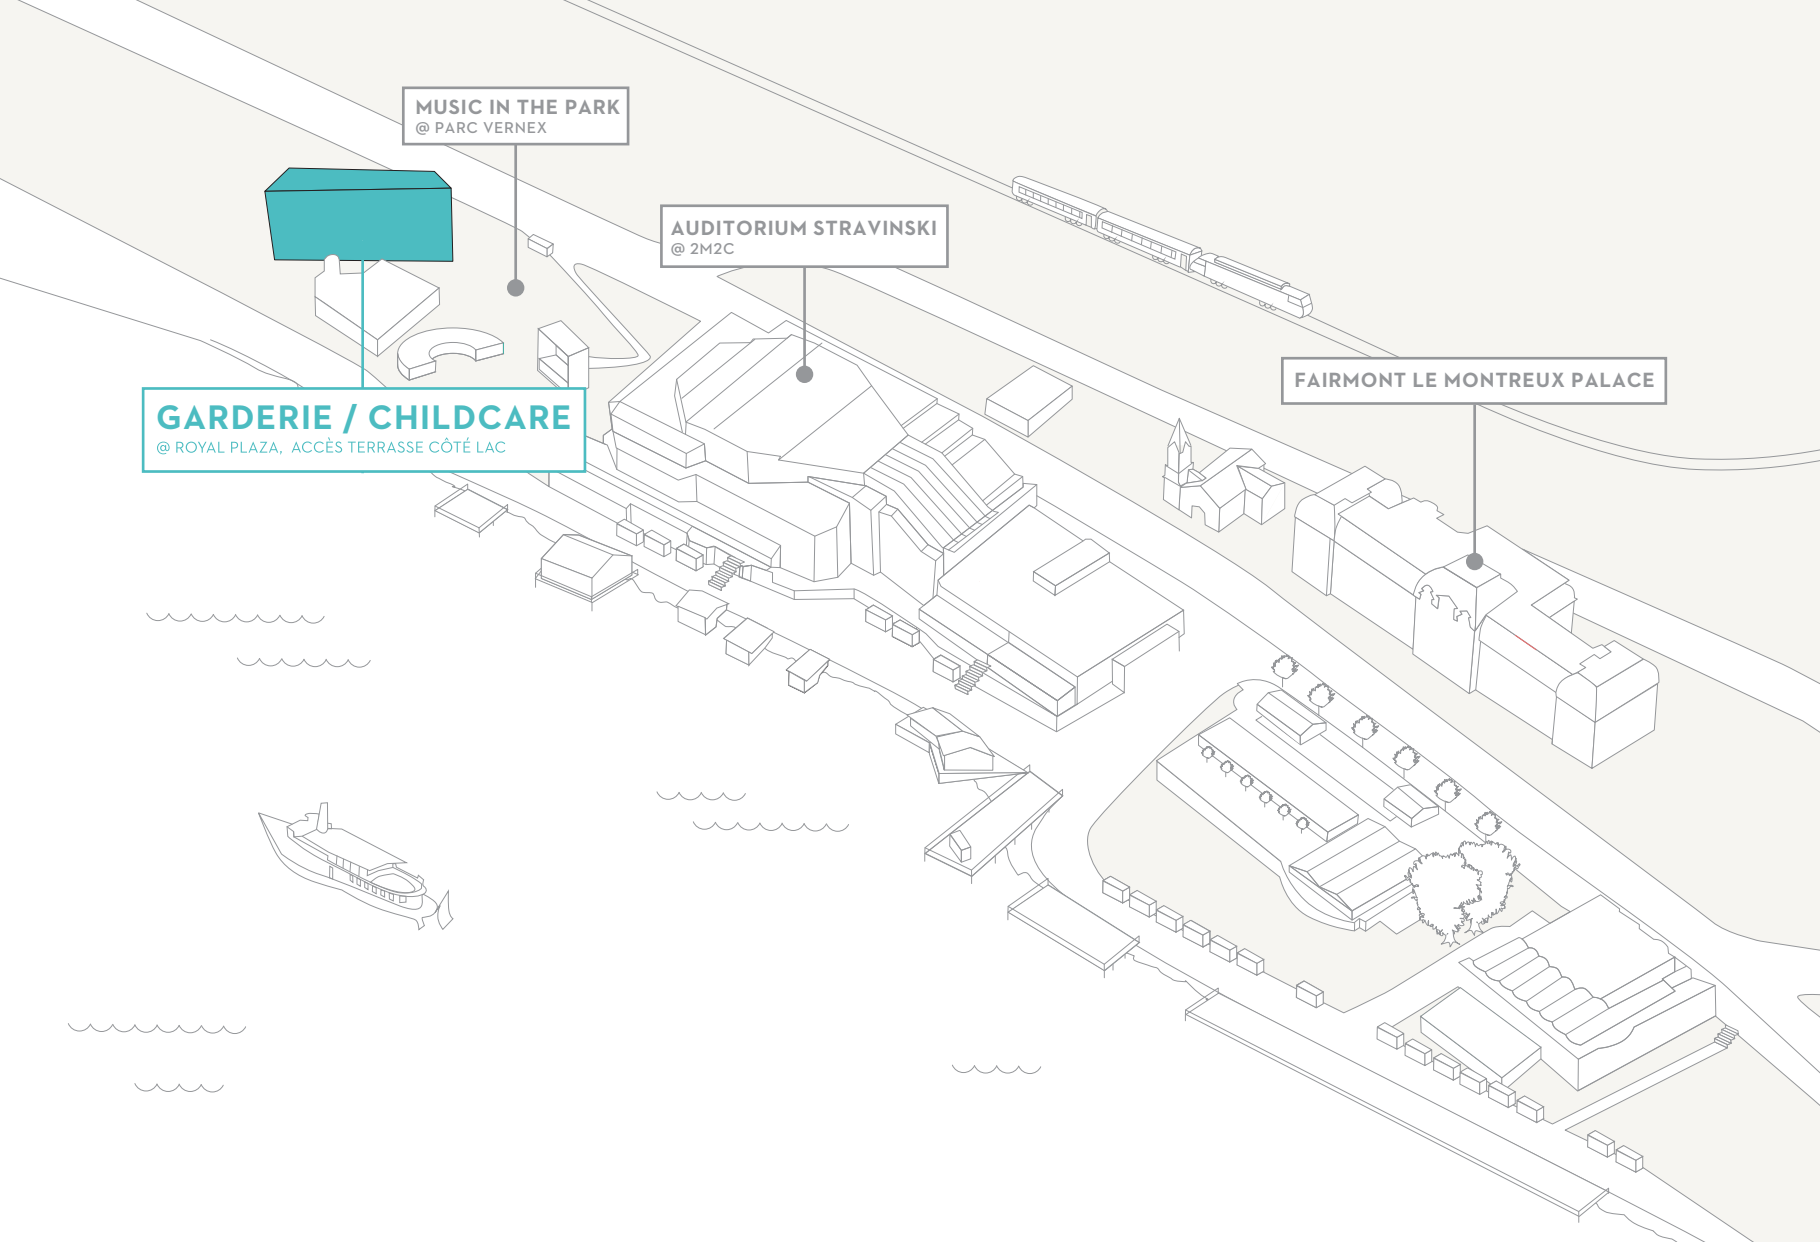 MUSIC IN THE PARK
@ PARC VERNEX
AUDITORIUM STRAVINSKI
@ 2M2C
FAIRMONT LE MONTREUX PALACE
GARDERIE / CHILDCARE
@ ROYAL PLAZA, ACCÈS TERRASSE CÔTÉ LAC